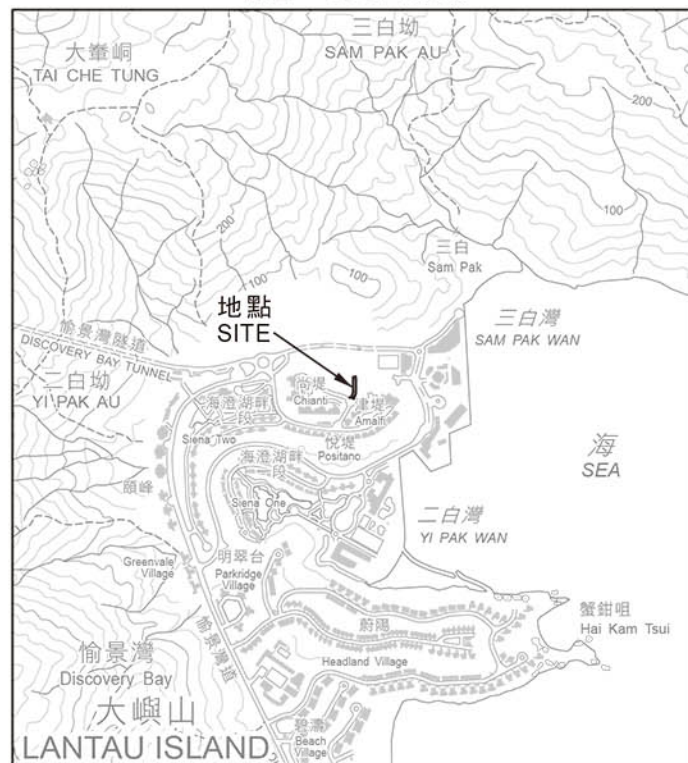 大輋峒
TAI CHE TUNG
三白坳
SAM PAK AU
200
100
200
100
100
三白
Sam Pak
地點
SITE
三白灣
SAM PAK WAN
愉景灣隧道
DISCOVERY BAY TUNNEL
二白坳
YI PAK AU
尚堤
Chianti
津堤
Amalfi
海澄湖畔
二段
Siena Two
悅堤
Positano
海澄湖畔
一段
Siena One
海
SEA
頤峰
Greenvale
Village
二白灣
YI PAK WAN
明翠台
Parkridge
Village
蔚陽
Headland Village
蟹鉗咀
Hai Kam Tsui
愉景灣道
愉景灣
Discovery Bay
大嶼山
LANTAU ISLAND
碧濤
Beach
Village